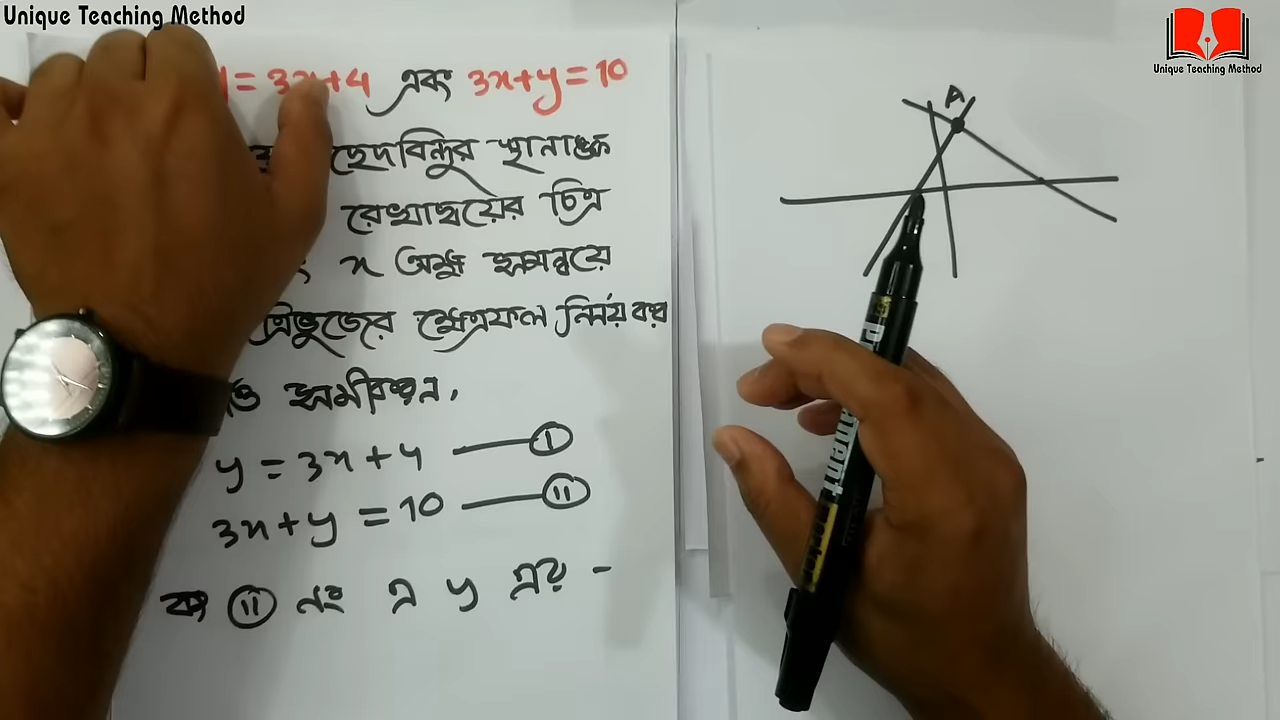 Unique Teaching Method
Unique Teaching Method
= 3x+4 এবং 3x+y=10
ছেদবিন্দুর স্থানাঙ্ক
রেখাদ্বয়ের চিত্র
x অক্ষ সমন্বয়ে
ত্রিভুজের ক্ষেত্রফল নির্ণয় কর
সমীকরণ,
y = 3x+4 — I
3x+y = 10 — II
ক II নং এ y এর -
A